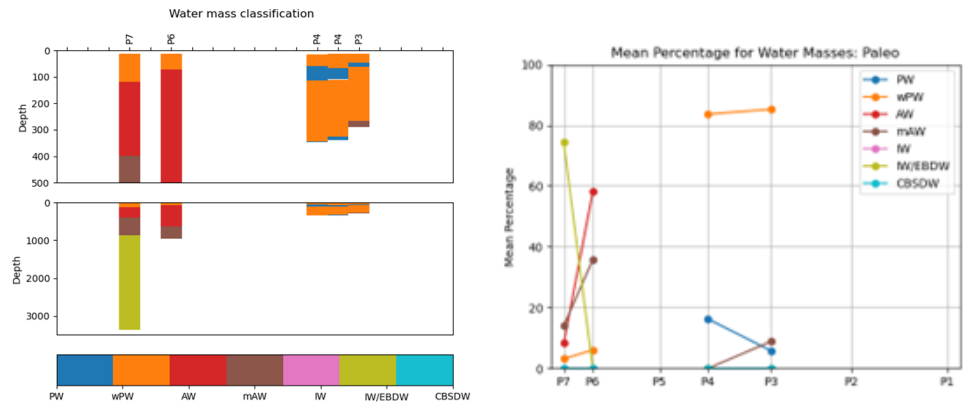 Water mass classification
P7 P6 P4 P4 P3
0
100
200
300
400
500
Depth
0
1000
2000
3000
Depth
PW wPW AW mAW IW IW/EBDW CBSDW
Mean Percentage for Water Masses: Paleo
100
80
60
40
20
0
Mean Percentage
PW
wPW
AW
mAW
IW
IW/EBDW
CBSDW
P7 P6 P5 P4 P3 P2 P1